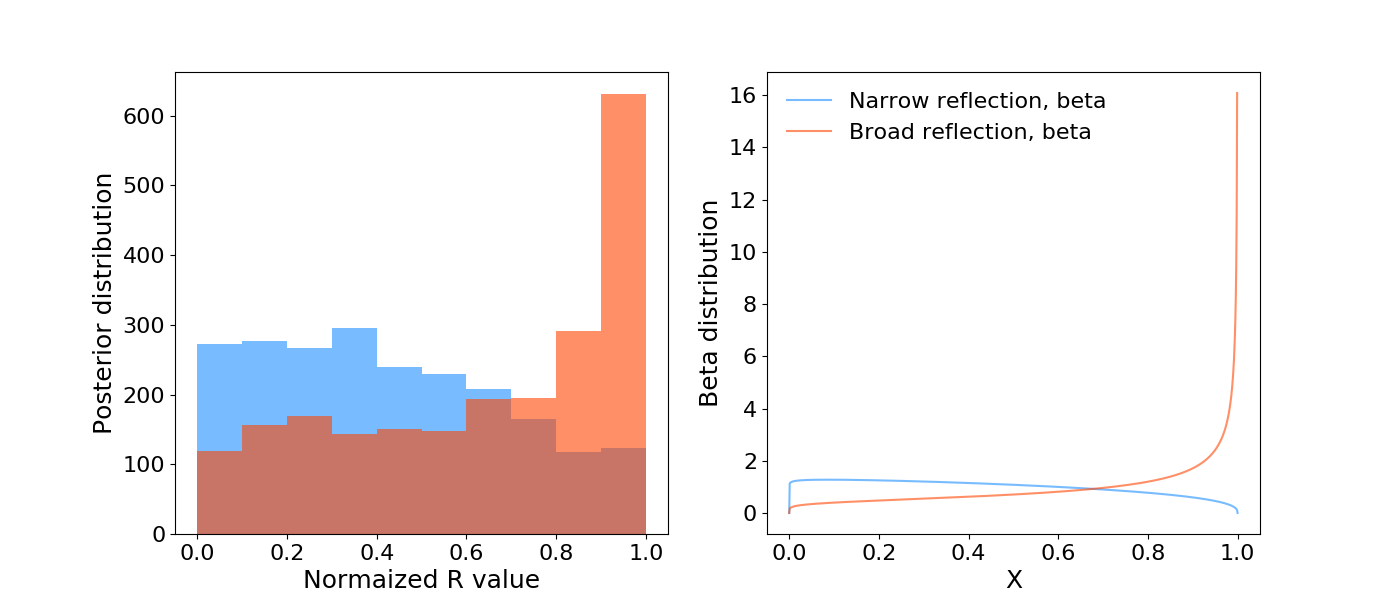 Posterior distribution
600
500
400
300
200
100
0
0.0 0.2 0.4 0.6 0.8 1.0
Normaized R value
Beta distribution
16
14
12
10
8
6
4
2
0
Narrow reflection, beta
Broad reflection, beta
0.0 0.2 0.4 0.6 0.8 1.0
X